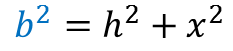 b² = h² + x²